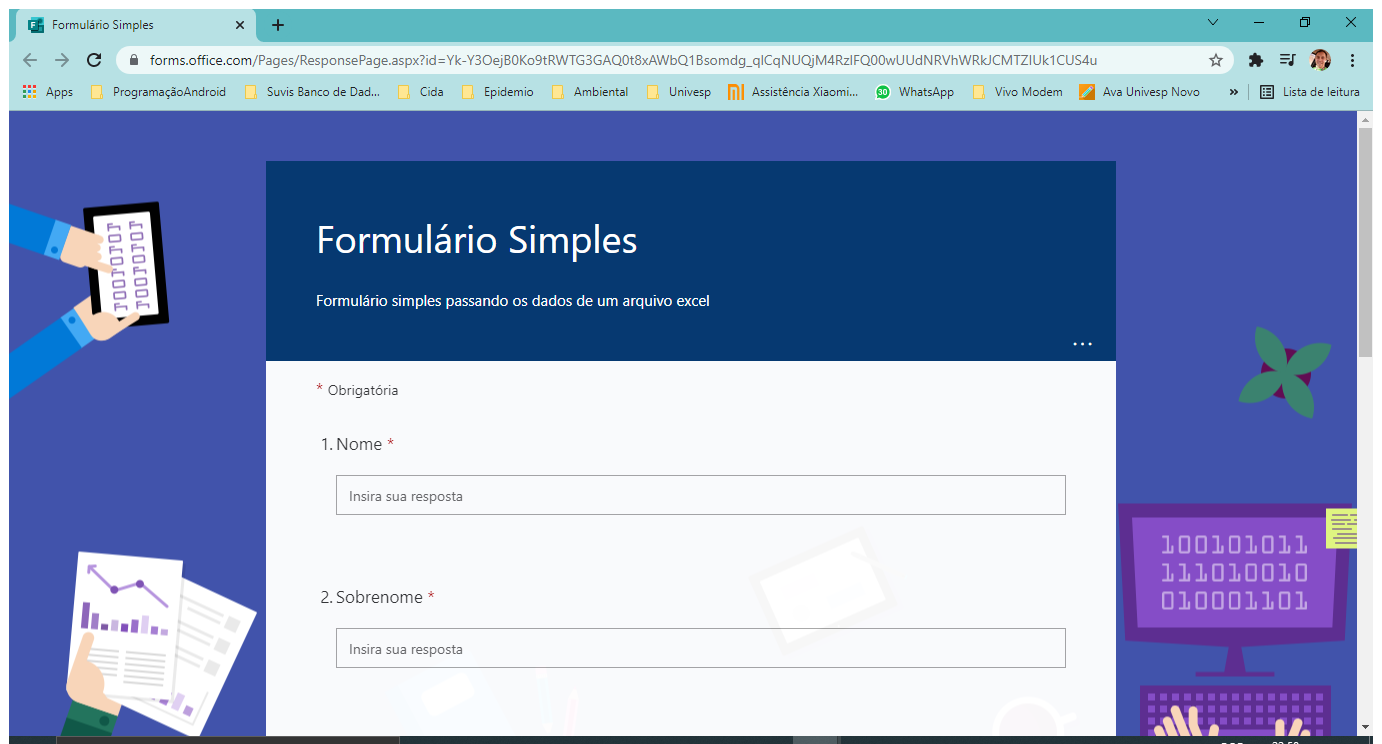 Formulário Simples
forms.office.com/Pages/ResponsePage.aspx?id=Yk-Y3OejB0Ko9tRWTG3GAQ0t8xAWbQ1Bsomdg_qlCqNUQjM4RzlFQ00wUUdNRVhWRkJCMTZIUk1CUS4u
Apps ProgramaçãoAndroid Suvis Banco de Dad... Cida Epidemio Ambiental Univesp Assistência Xiaomi... 30 WhatsApp Vivo Modem Ava Univesp Novo » Lista de leitura
Formulário Simples
Formulário simples passando os dados de um arquivo excel
...
* Obrigatória
1. Nome *
Insira sua resposta
100101011
111010010
010001101
2. Sobrenome *
Insira sua resposta